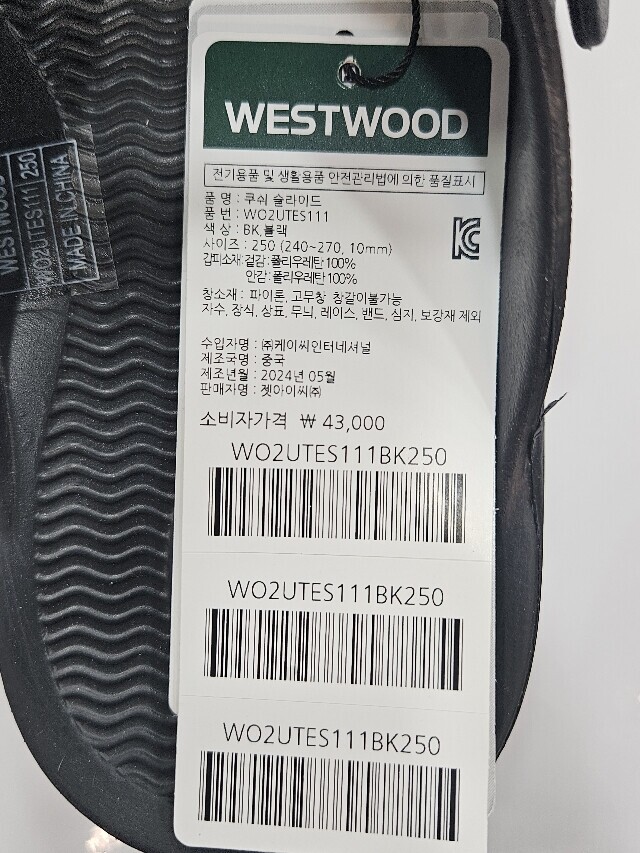 WESTWOOD
전기용품 및 생활용품 안전관리법에 의한 품질표시
품 명 : 쿠쉬 슬라이드
품 번 : WO2UTES111
색 상 : BK,블랙
사이즈 : 250 (240~270, 10mm)
갑피소재: 겉감: 폴리우레탄 100%
안감: 폴리우레탄 100%
창소재 : 파이론, 고무창 창갈이불가능
자수, 장식, 상표, 무늬, 레이스, 밴드, 심지, 보강재 제외
수입자명 : ㈜케이씨인터네셔널
제조국명 : 중국
제조년월 : 2024년 05월
판매자명 : 젯아이씨㈜
소비자가격 ₩ 43,000
WO2UTES111BK250
WO2UTES111BK250
WO2UTES111BK250
WESTWOOD
WO2UTES111 250
MADE IN CHINA